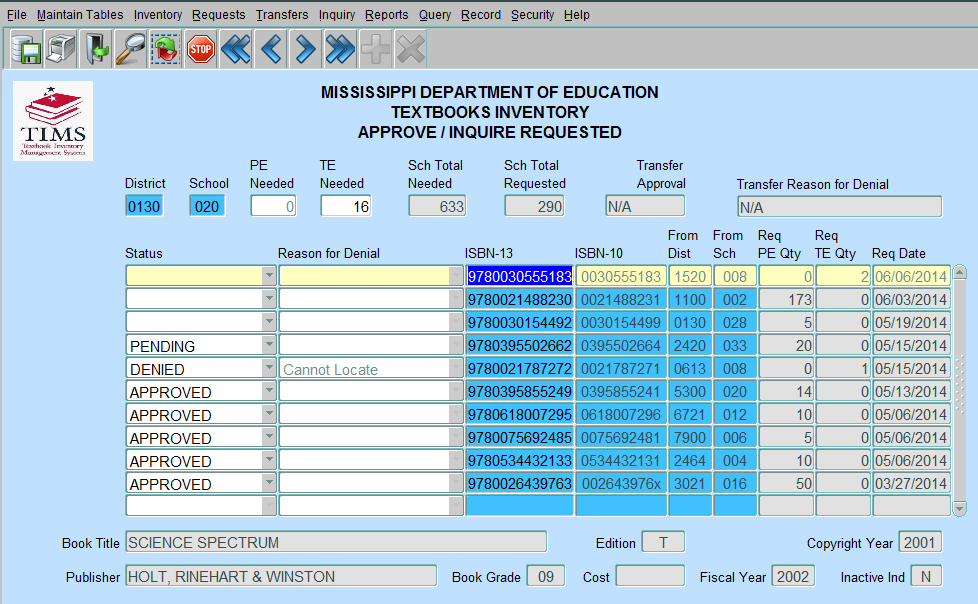 File Maintain Tables Inventory Requests Transfers Inquiry Reports Query Record Security Help
STOP
MISSISSIPPI DEPARTMENT OF EDUCATION
TEXTBOOKS INVENTORY
APPROVE / INQUIRE REQUESTED
TIMS
Textbook Inventory
Management System
PE TE Sch Total Sch Total Transfer
District School Needed Needed Needed Requested Approval Transfer Reason for Denial
0130 020 0 16 633 290 N/A N/A
From From Req Req
Status Reason for Denial ISBN-13 ISBN-10 Dist Sch PE Qty TE Qty Req Date
9780030555183 0030555183 1520 008 0 2 06/06/2014
9780021488230 0021488231 1100 002 173 0 06/03/2014
9780030154492 0030154499 0130 028 5 0 05/19/2014
PENDING 9780395502662 0395502664 2420 033 20 0 05/15/2014
DENIED Cannot Locate 9780021787272 0021787271 0613 008 0 1 05/15/2014
APPROVED 9780395855249 0395855241 5300 020 14 0 05/13/2014
APPROVED 9780618007295 0618007296 6721 012 10 0 05/06/2014
APPROVED 9780075692485 0075692481 7900 006 5 0 05/06/2014
APPROVED 9780534432133 0534432131 2464 004 10 0 05/06/2014
APPROVED 9780026439763 002643976x 3021 016 50 0 03/27/2014
Book Title SCIENCE SPECTRUM Edition T Copyright Year 2001
Publisher HOLT, RINEHART & WINSTON Book Grade 09 Cost Fiscal Year 2002 Inactive Ind N